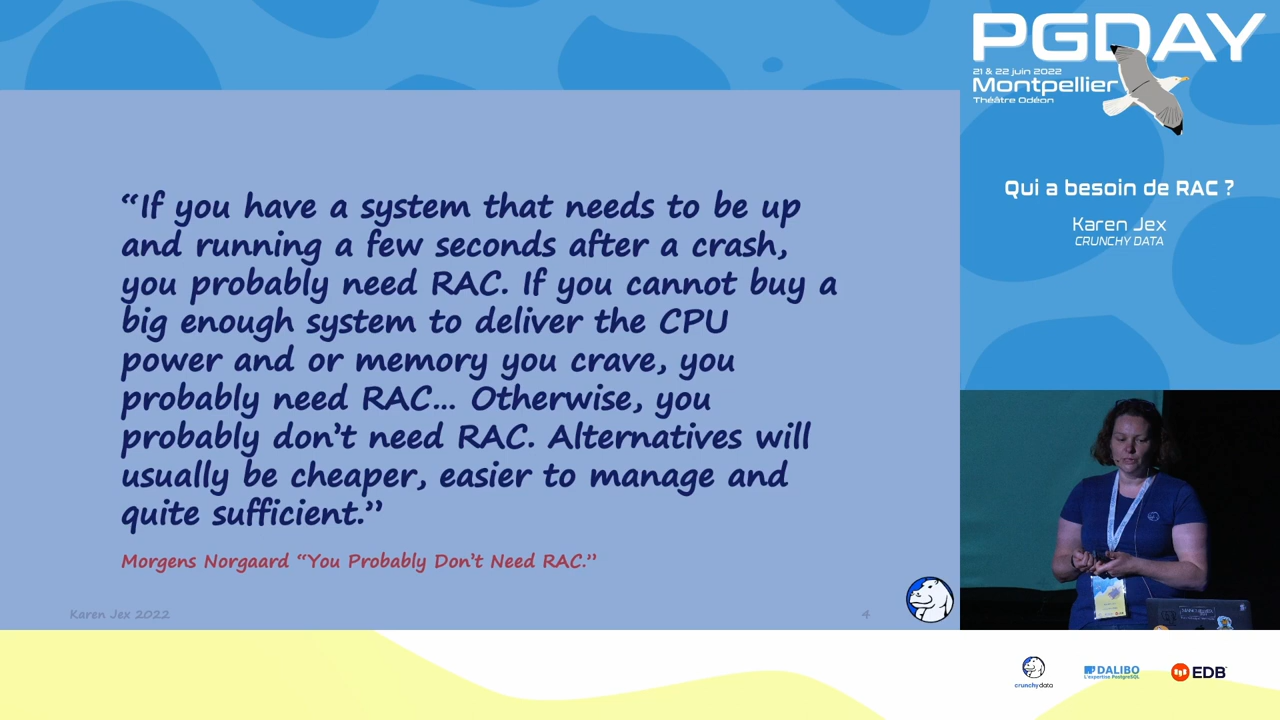 “If you have a system that needs to be up
and running a few seconds after a crash,
you probably need RAC. If you cannot buy a
big enough system to deliver the CPU
power and or memory you crave, you
probably need RAC... Otherwise, you
probably don’t need RAC. Alternatives will
usually be cheaper, easier to manage and
quite sufficient.”
Morgens Norgaard “You Probably Don’t Need RAC.”
Karen Jex 2022
4
PGDAY
21 & 22 juin 2022
Montpellier
Théâtre Odéon
Qui a besoin de RAC ?
Karen Jex
CRUNCHY DATA
crunchydata
DALIBO
L'expertise PostgreSQL
EDB